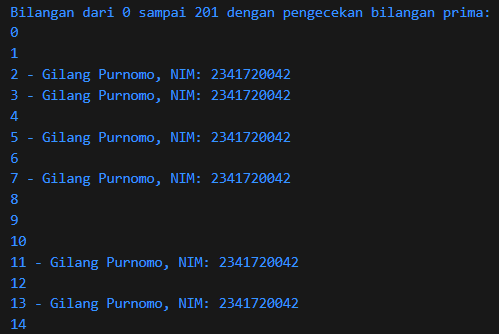 Bilangan dari 0 sampai 201 dengan pengecekan bilangan prima:
0
1
2 - Gilang Purnomo, NIM: 2341720042
3 - Gilang Purnomo, NIM: 2341720042
4
5 - Gilang Purnomo, NIM: 2341720042
6
7 - Gilang Purnomo, NIM: 2341720042
8
9
10
11 - Gilang Purnomo, NIM: 2341720042
12
13 - Gilang Purnomo, NIM: 2341720042
14